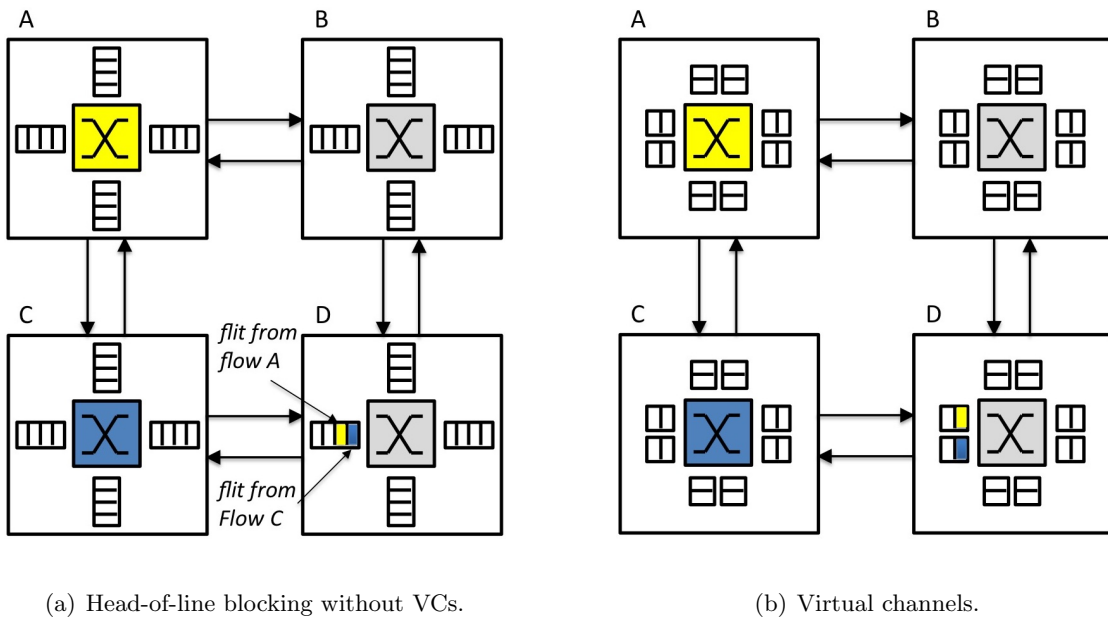 A
B
A
B
C
D
flit from
flow A
flit from
Flow C
C
D
(a) Head-of-line blocking without VCs.
(b) Virtual channels.